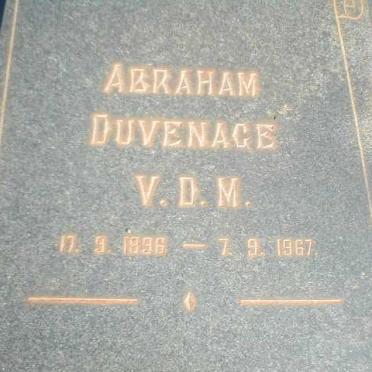 ABRAHAM
DUVENAGE
V. D. M.
17. 9. 1896 — 7. 9. 1967.